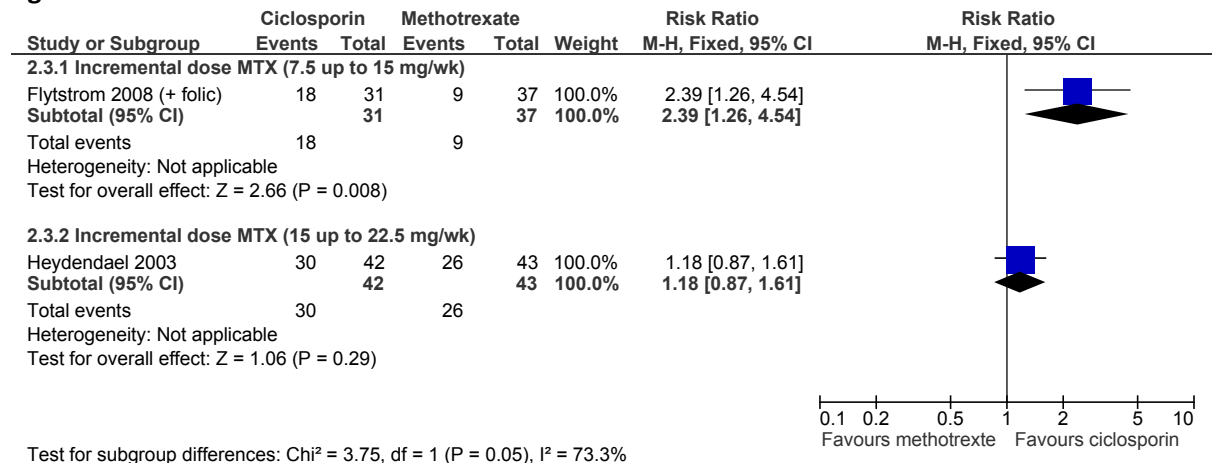 Ciclosporin Methotrexate Risk Ratio Risk Ratio
Study or Subgroup Events Total Events Total Weight M-H, Fixed, 95% CI M-H, Fixed, 95% CI
2.3.1 Incremental dose MTX (7.5 up to 15 mg/wk)
Flytstrom 2008 (+ folic) 18 31 9 37 100.0% 2.39 [1.26, 4.54]
Subtotal (95% CI) 31 37 100.0% 2.39 [1.26, 4.54]
Total events 18 9
Heterogeneity: Not applicable
Test for overall effect: Z = 2.66 (P = 0.008)
2.3.2 Incremental dose MTX (15 up to 22.5 mg/wk)
Heydendael 2003 30 42 26 43 100.0% 1.18 [0.87, 1.61]
Subtotal (95% CI) 42 43 100.0% 1.18 [0.87, 1.61]
Total events 30 26
Heterogeneity: Not applicable
Test for overall effect: Z = 1.06 (P = 0.29)
0.1 0.2 0.5 1 2 5 10
Favours methotrexte Favours ciclosporin
Test for subgroup differences: Chi² = 3.75, df = 1 (P = 0.05), I² = 73.3%